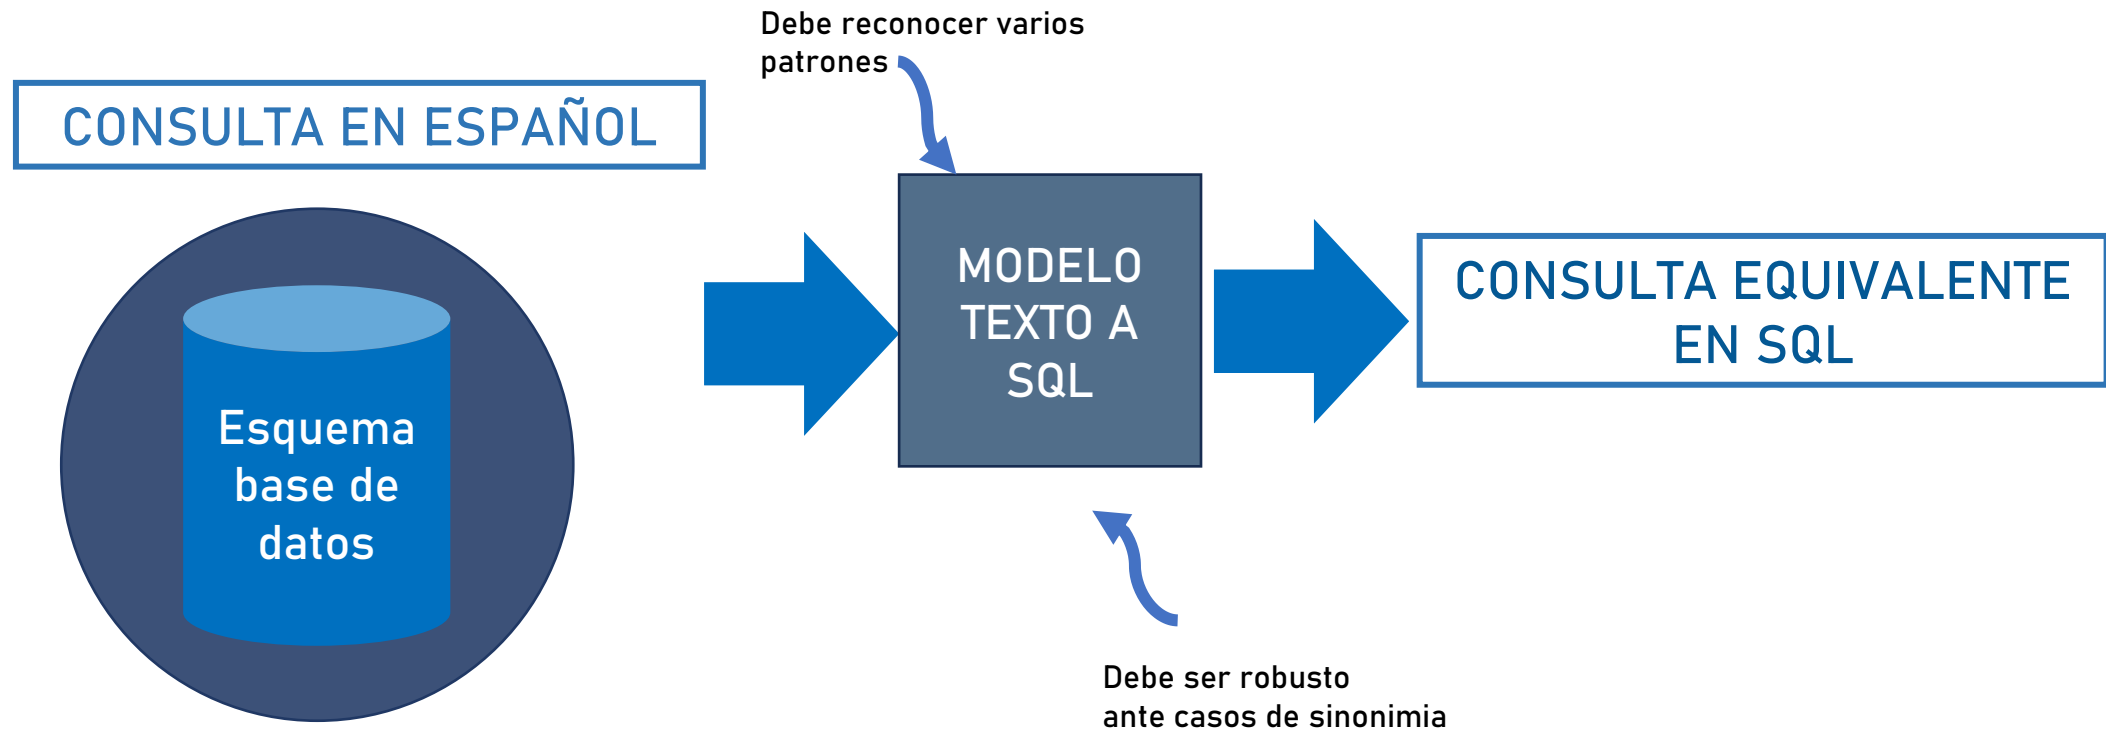 Debe reconocer varios
patrones
CONSULTA EN ESPAÑOL
Esquema
base de
datos
MODELO
TEXTO A
SQL
CONSULTA EQUIVALENTE
EN SQL
Debe ser robusto
ante casos de sinonimia